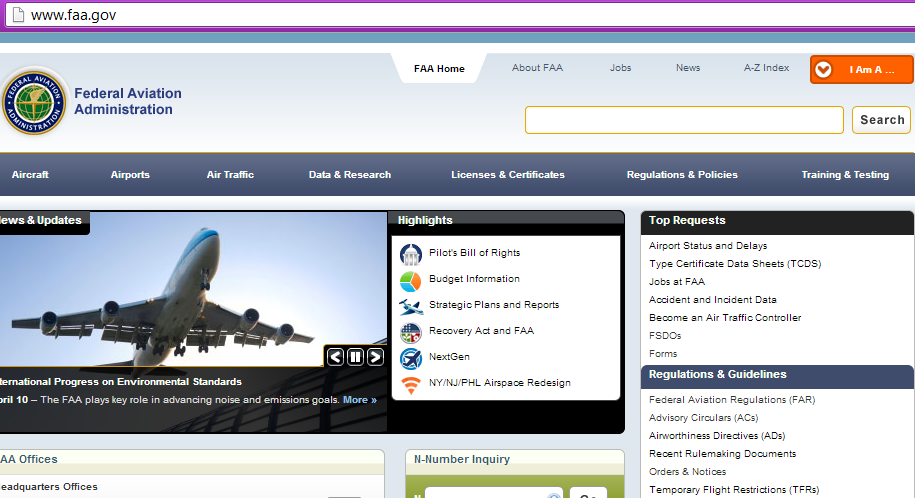 www.faa.gov
FAA Home
About FAA
Jobs
News
A-Z Index
I Am A ...
FEDERAL AVIATION
ADMINISTRATION
Federal Aviation
Administration
Search
Aircraft
Airports
Air Traffic
Data & Research
Licenses & Certificates
Regulations & Policies
Training & Testing
ews & Updates
ternational Progress on Environmental Standards
pril 10 – The FAA plays key role in advancing noise and emissions goals. More »
Highlights
Pilot's Bill of Rights
Budget Information
Strategic Plans and Reports
Recovery Act and FAA
NextGen
NY/NJ/PHL Airspace Redesign
Top Requests
Airport Status and Delays
Type Certificate Data Sheets (TCDS)
Jobs at FAA
Accident and Incident Data
Become an Air Traffic Controller
FSDOs
Forms
Regulations & Guidelines
Federal Aviation Regulations (FAR)
Advisory Circulars (ACs)
Airworthiness Directives (ADs)
Recent Rulemaking Documents
Orders & Notices
Temporary Flight Restrictions (TFRs)
AA Offices
eadquarters Offices
N-Number Inquiry
N
Go